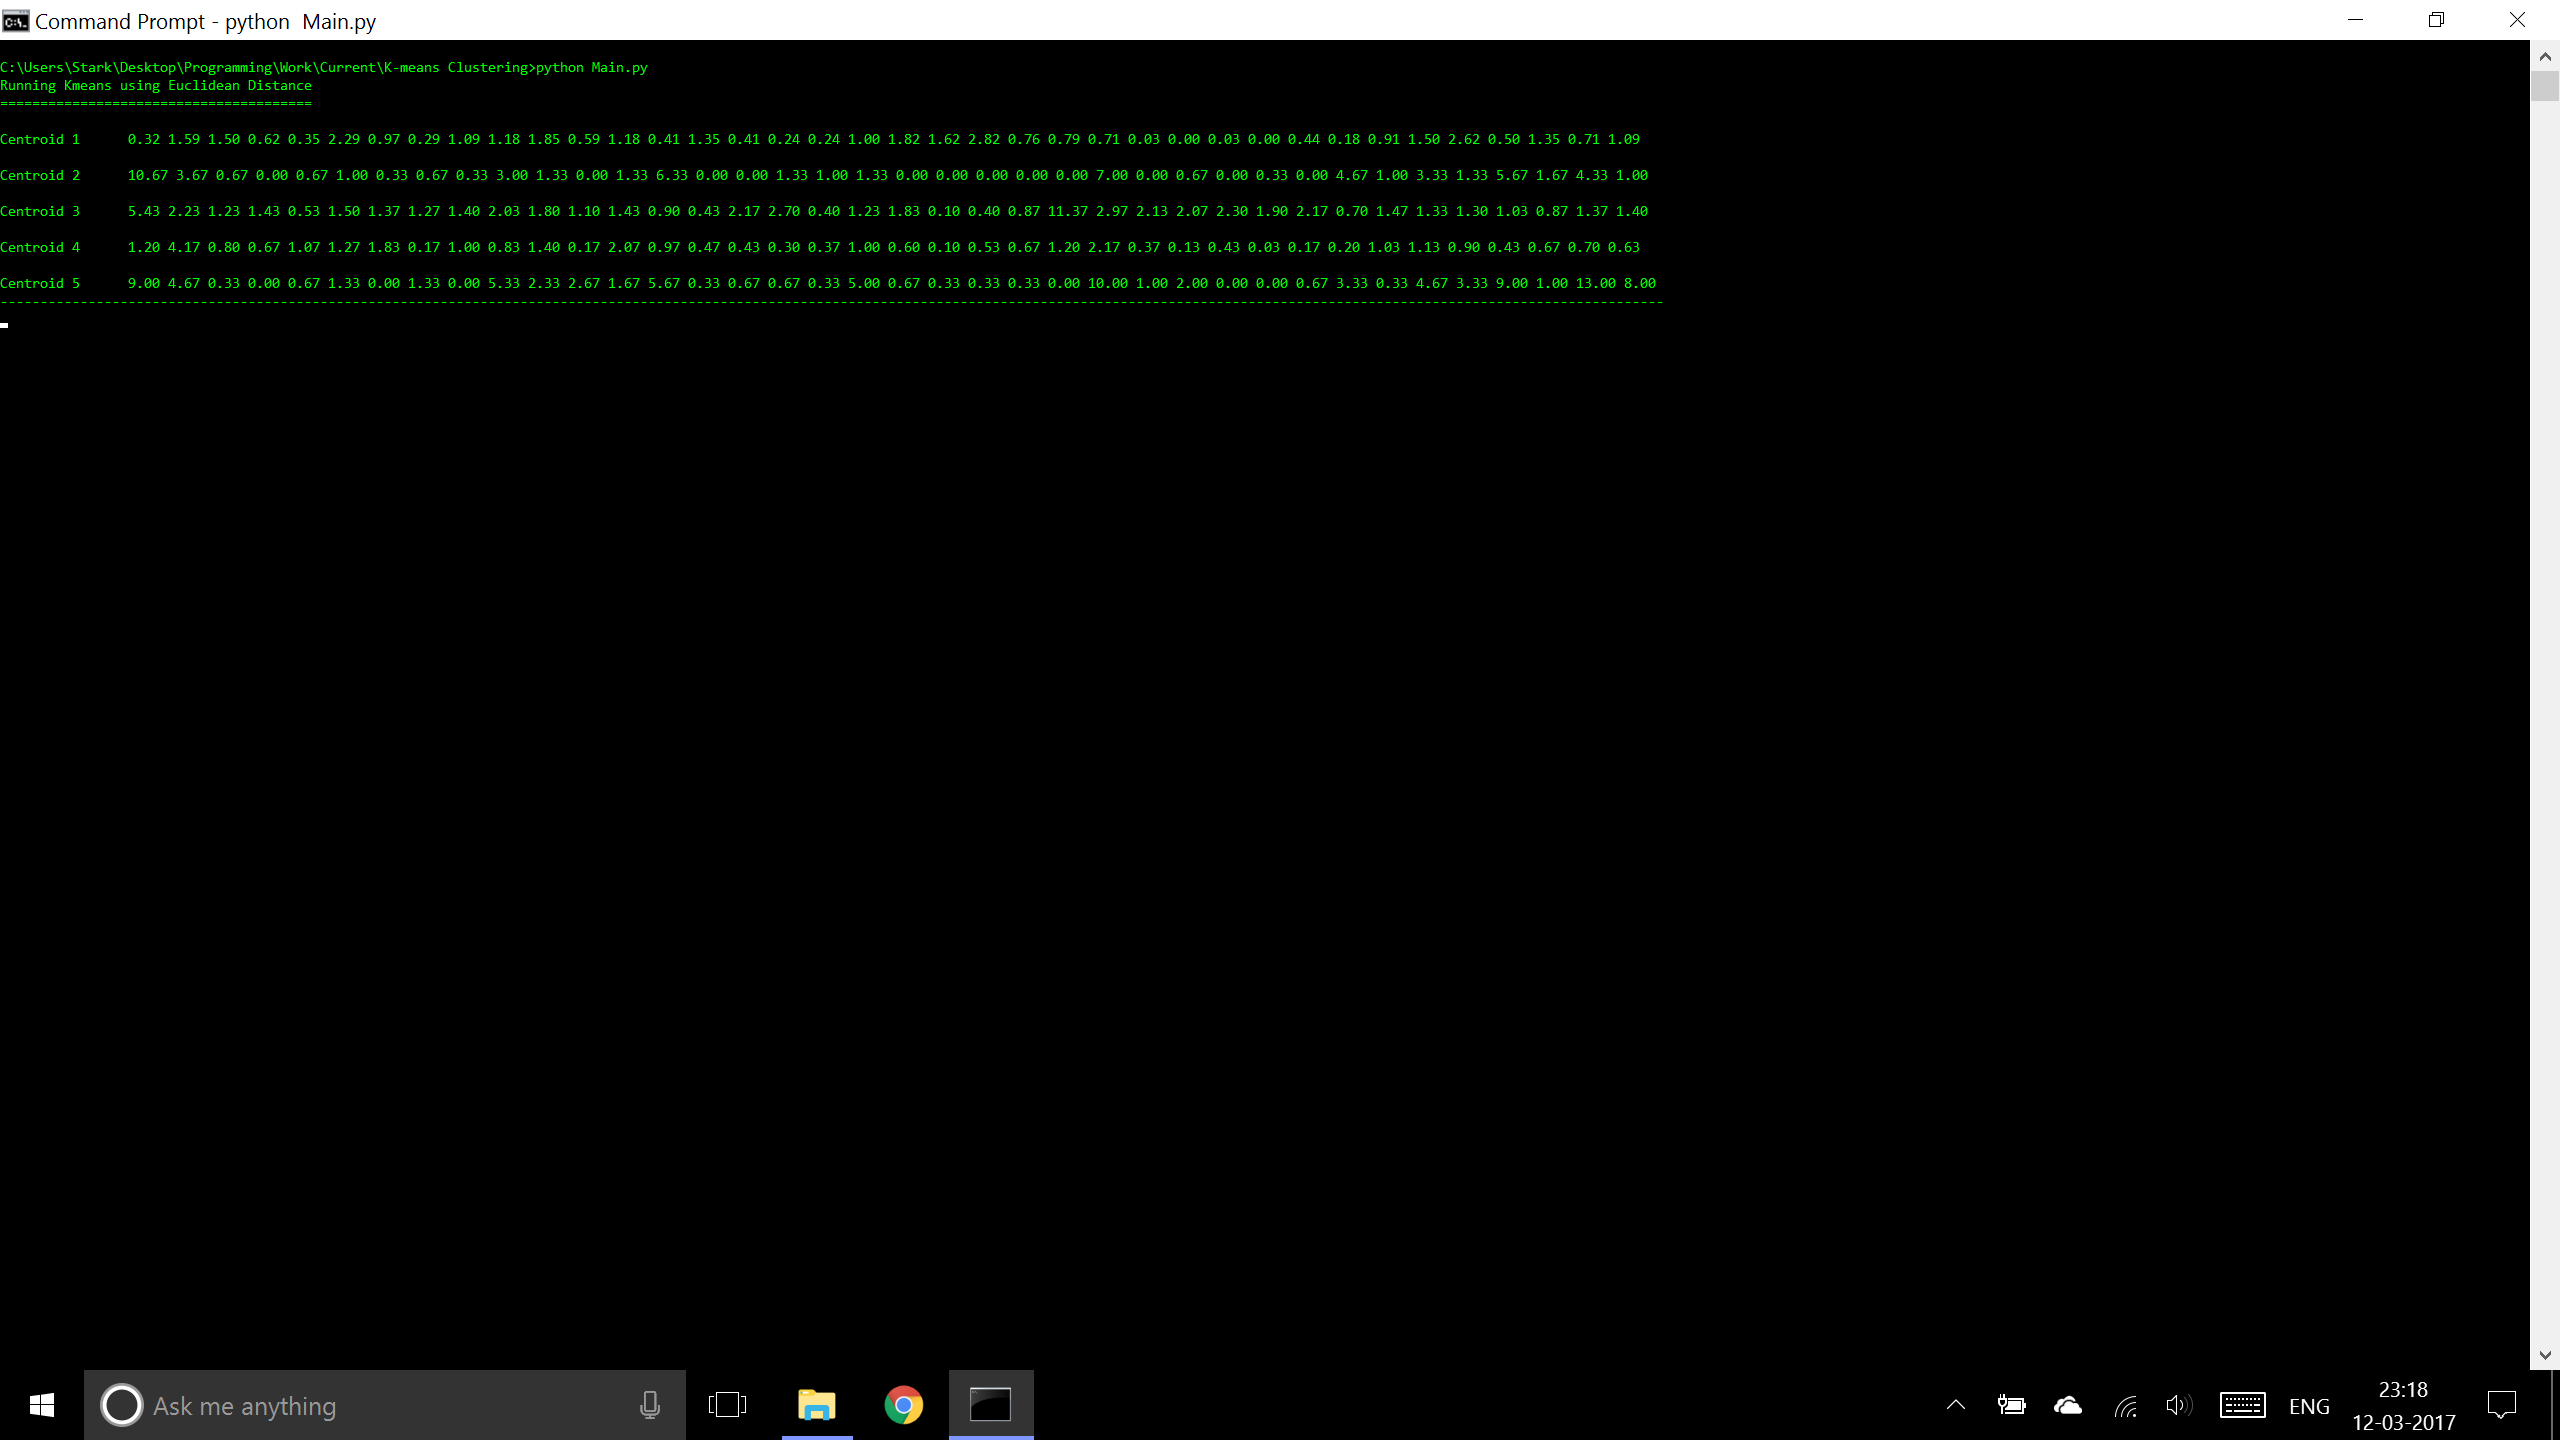 Command Prompt - python  Main.py
C:\Users\Stark\Desktop\Programming\Work\Current\K-means Clustering>python Main.py
Running Kmeans using Euclidean Distance
=======================================
Centroid 1      0.32 1.59 1.50 0.62 0.35 2.29 0.97 0.29 1.09 1.18 1.85 0.59 1.18 0.41 1.35 0.41 0.24 0.24 1.00 1.82 1.62 2.82 0.76 0.79 0.71 0.03 0.00 0.03 0.00 0.44 0.18 0.91 1.50 2.62 0.50 1.35 0.71 1.09
Centroid 2      10.67 3.67 0.67 0.00 0.67 1.00 0.33 0.67 0.33 3.00 1.33 0.00 1.33 6.33 0.00 0.00 1.33 1.00 1.33 0.00 0.00 0.00 0.00 0.00 7.00 0.00 0.67 0.00 0.33 0.00 4.67 1.00 3.33 1.33 5.67 1.67 4.33 1.00
Centroid 3      5.43 2.23 1.23 1.43 0.53 1.50 1.37 1.27 1.40 2.03 1.80 1.10 1.43 0.90 0.43 2.17 2.70 0.40 1.23 1.83 0.10 0.40 0.87 11.37 2.97 2.13 2.07 2.30 1.90 2.17 0.70 1.47 1.33 1.30 1.03 0.87 1.37 1.40
Centroid 4      1.20 4.17 0.80 0.67 1.07 1.27 1.83 0.17 1.00 0.83 1.40 0.17 2.07 0.97 0.47 0.43 0.30 0.37 1.00 0.60 0.10 0.53 0.67 1.20 2.17 0.37 0.13 0.43 0.03 0.17 0.20 1.03 1.13 0.90 0.43 0.67 0.70 0.63
Centroid 5      9.00 4.67 0.33 0.00 0.67 1.33 0.00 1.33 0.00 5.33 2.33 2.67 1.67 5.67 0.33 0.67 0.67 0.33 5.00 0.67 0.33 0.33 0.33 0.00 10.00 1.00 2.00 0.00 0.00 0.67 3.33 0.33 4.67 3.33 9.00 1.00 13.00 8.00
----------------------------------------------------------------------------------------------------------------------------------------------------------------------------------------------------------------
Ask me anything
ENG
23:18
12-03-2017